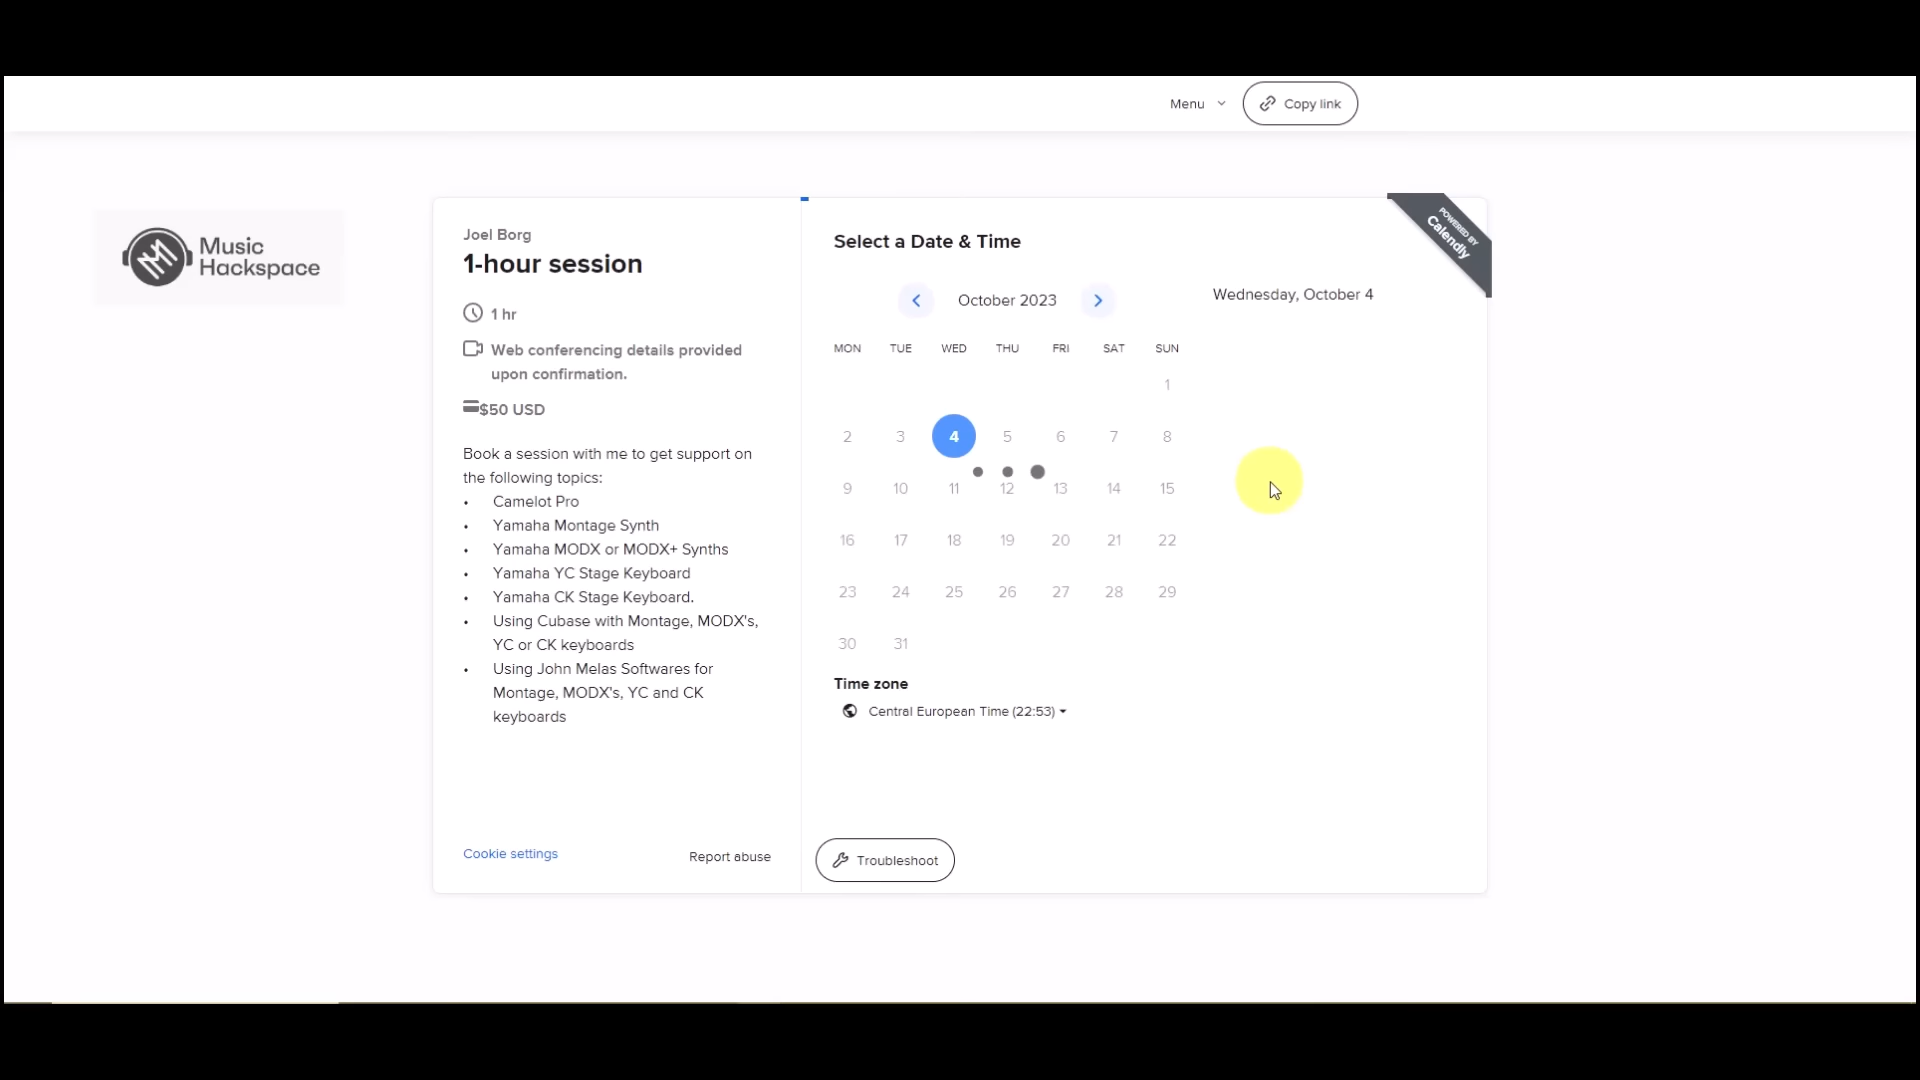 Menu
Copy link
Music
Hackspace
POWERED BY
Calendly
Joel Borg
1-hour session
1 hr
Web conferencing details provided
upon confirmation.
$50 USD
Book a session with me to get support on
the following topics:
• Camelot Pro
• Yamaha Montage Synth
• Yamaha MODX or MODX+ Synths
• Yamaha YC Stage Keyboard
• Yamaha CK Stage Keyboard.
• Using Cubase with Montage, MODX's,
YC or CK keyboards
• Using John Melas Softwares for
Montage, MODX's, YC and CK
keyboards
Cookie settings
Report abuse
Select a Date & Time
October 2023
Wednesday, October 4
MON TUE WED THU FRI SAT SUN
1
2 3 4 5 6 7 8
9 10 11 12 13 14 15
16 17 18 19 20 21 22
23 24 25 26 27 28 29
30 31
Time zone
Central European Time (22:53)
Troubleshoot